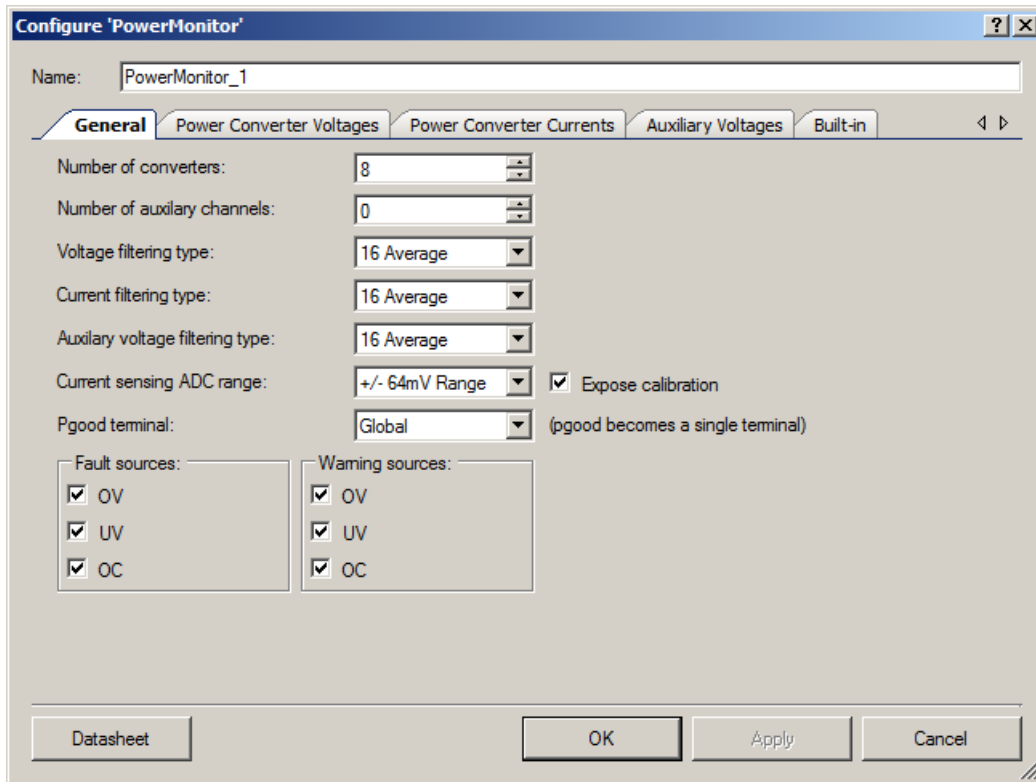 Configure 'PowerMonitor'
Name: PowerMonitor_1
General Power Converter Voltages Power Converter Currents Auxiliary Voltages Built-in
Number of converters: 8
Number of auxilary channels: 0
Voltage filtering type: 16 Average
Current filtering type: 16 Average
Auxilary voltage filtering type: 16 Average
Current sensing ADC range: +/- 64mV Range Expose calibration
Pgood terminal: Global (pgood becomes a single terminal)
Fault sources: Warning sources:
OV OV
UV UV
OC OC
Datasheet OK Apply Cancel